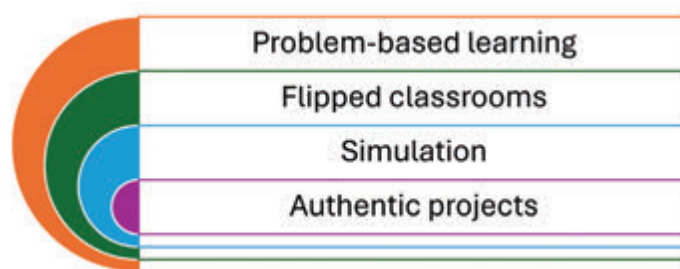 Problem-based learning
Flipped classrooms
Simulation
Authentic projects